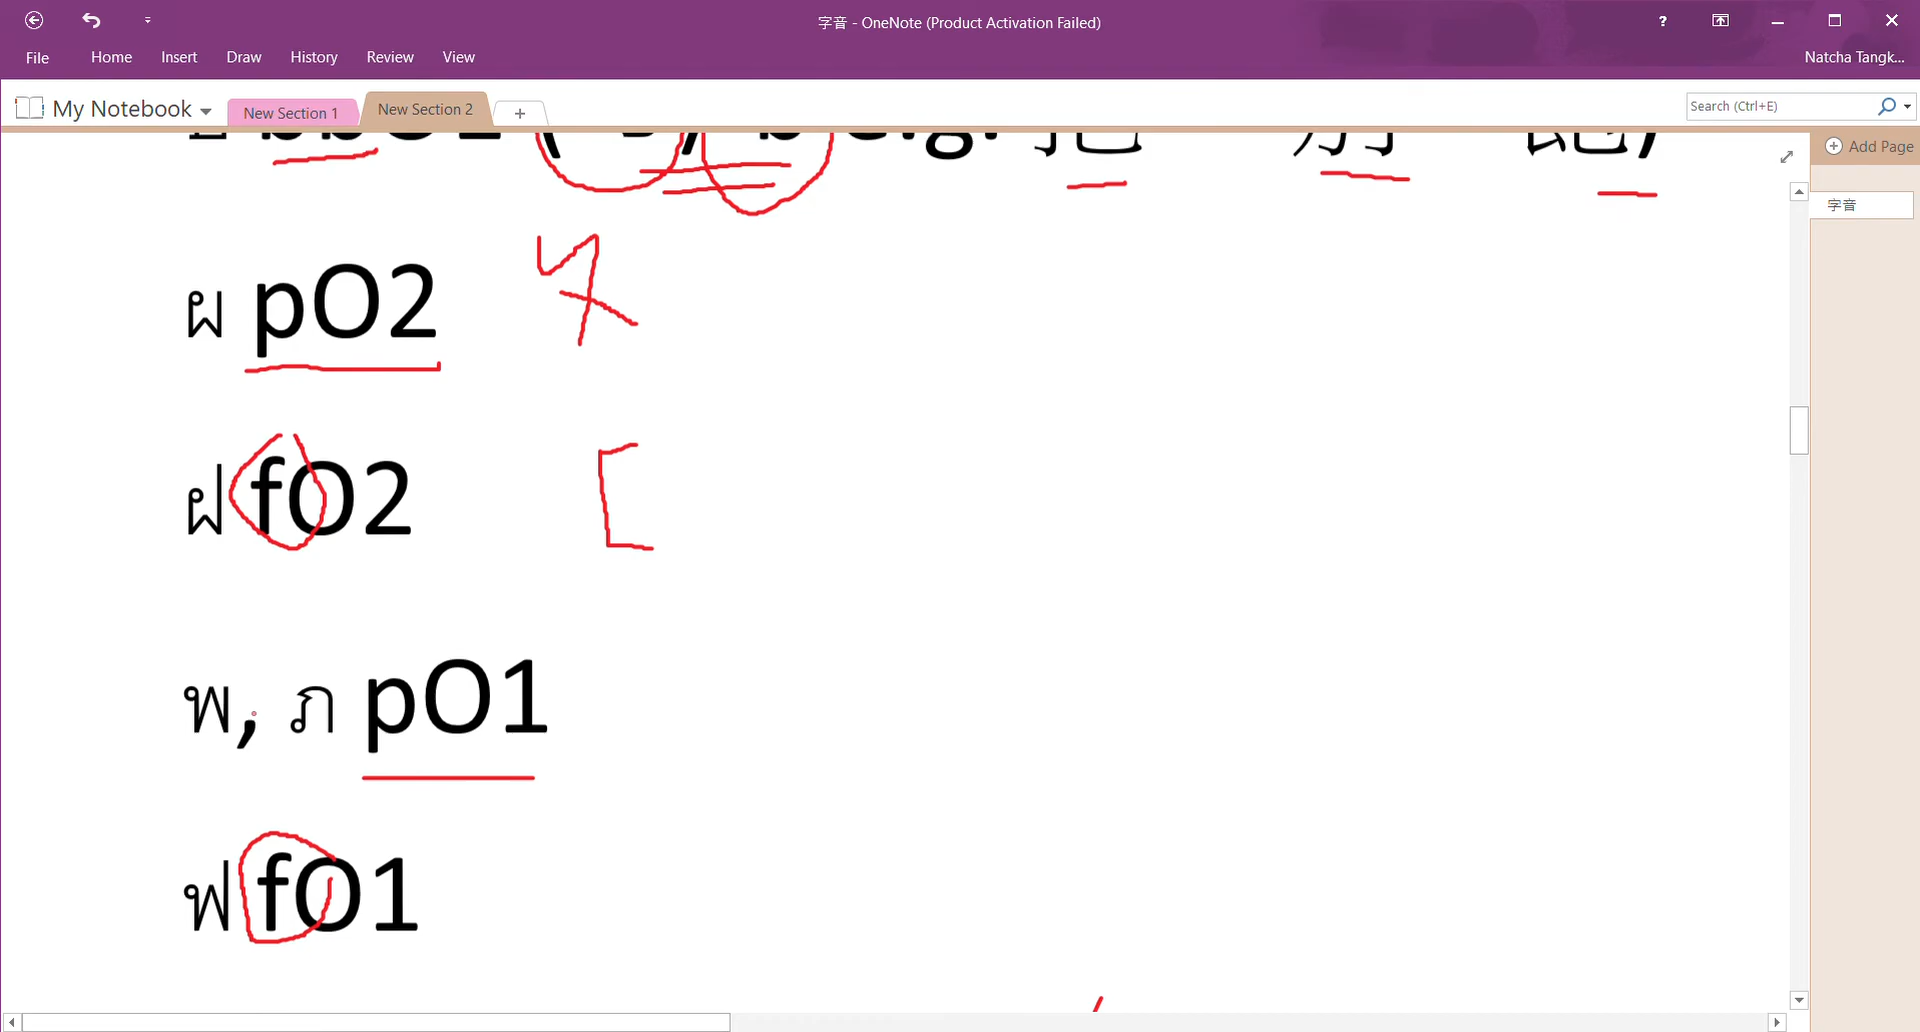 字音 - OneNote (Product Activation Failed)
?
File Home Insert Draw History Review View
Natcha Tangk...
My Notebook
New Section 1
New Section 2
+
Search (Ctrl+E)
Add Page
字音
ผ pO2
ฝ fO2
พ, ภ pO1
ฟ fO1